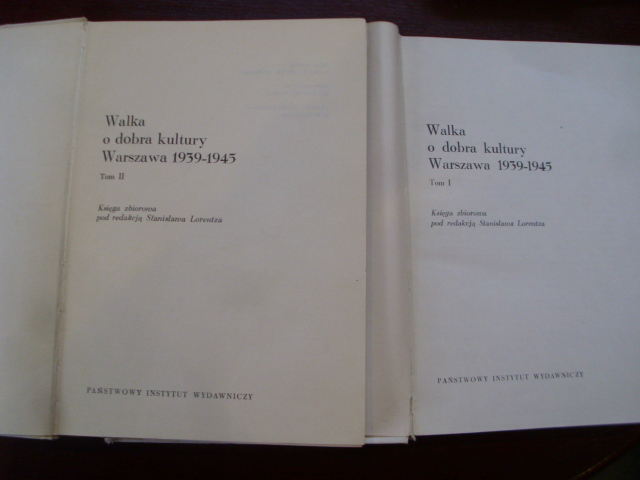 Walka
o dobra kultury
Warszawa 1939-1945
Tom II
Księga zbiorowa
pod redakcją Stanisława Lorentza
PAŃSTWOWY INSTYTUT WYDAWNICZY
Walka
o dobra kultury
Warszawa 1939-1945
Tom I
Księga zbiorowa
pod redakcją Stanisława Lorentza
PAŃSTWOWY INSTYTUT WYDAWNICZY